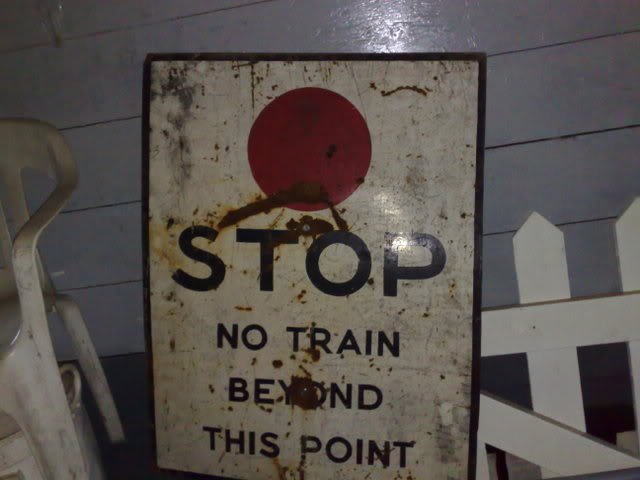 STOP
NO TRAIN
BEYOND
THIS POINT